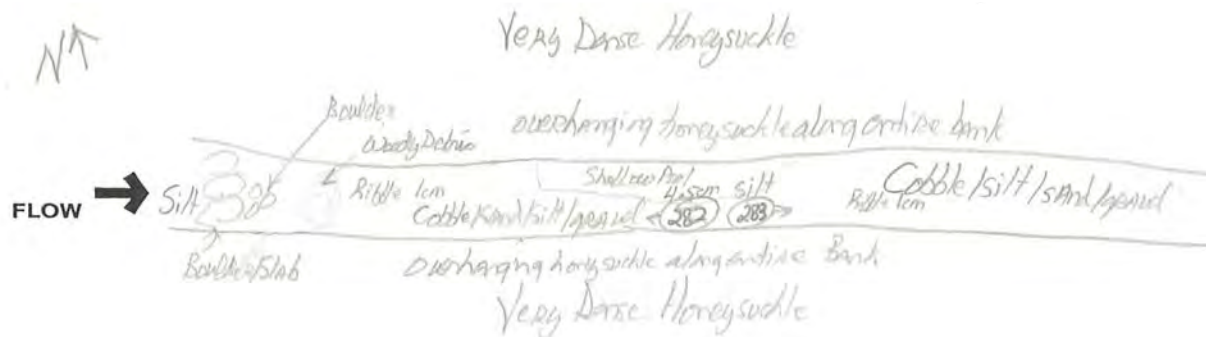 Very Dense Honeysuckle
N
Boulder
overhanging honeysuckle along entire bank
Woody Debris
Silt
Riffle 1cm
Shallow Pool
4.5cm silt
Cobble/silt/sand/gravel
Riffle 1cm
FLOW
Cobble/sand/silt/gravel
282
283
Boulder/Slab
Overhanging honeysuckle along entire Bank
Very Dense Honeysuckle